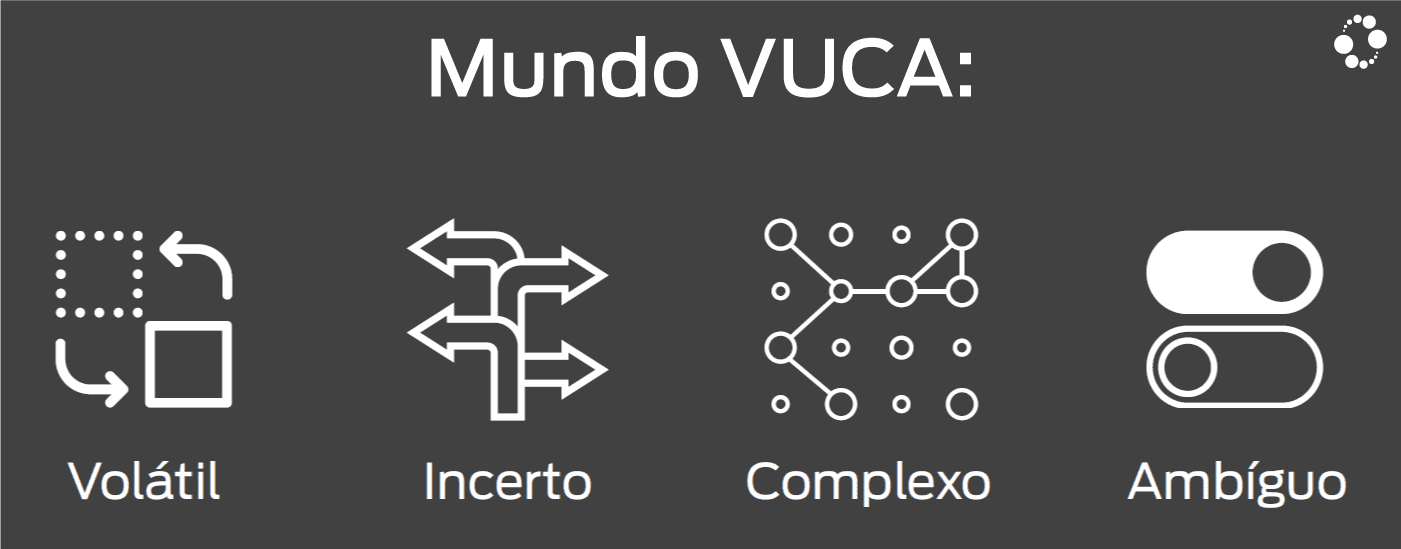 Mundo VUCA:
Volátil
Incerto
Complexo
Ambíguo